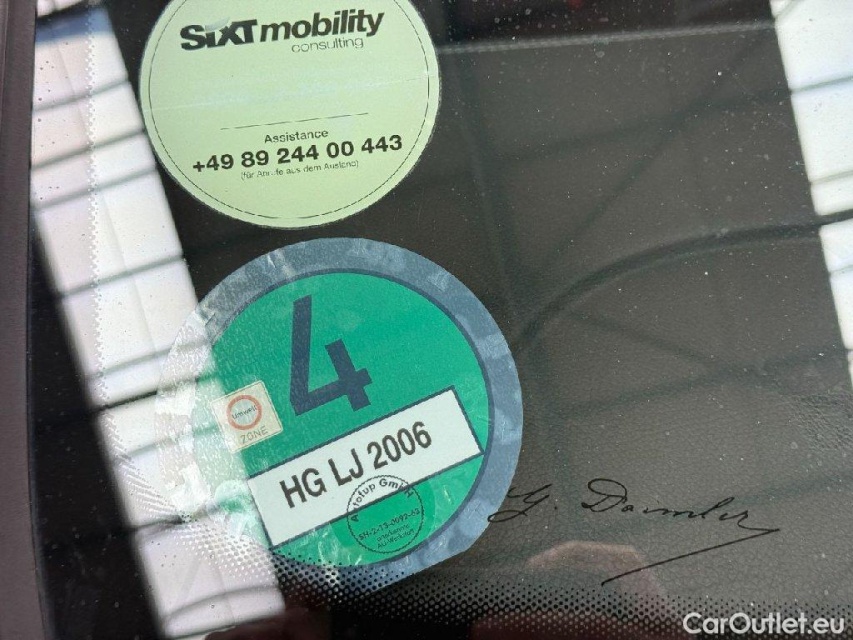 SIXT mobility
consulting
Assistance
+49 89 244 00 443
(für Anrufe aus dem Ausland)
4
Umwelt
ZONE
HG LJ 2006
GmbH
G. Daimler
CarOutlet.eu